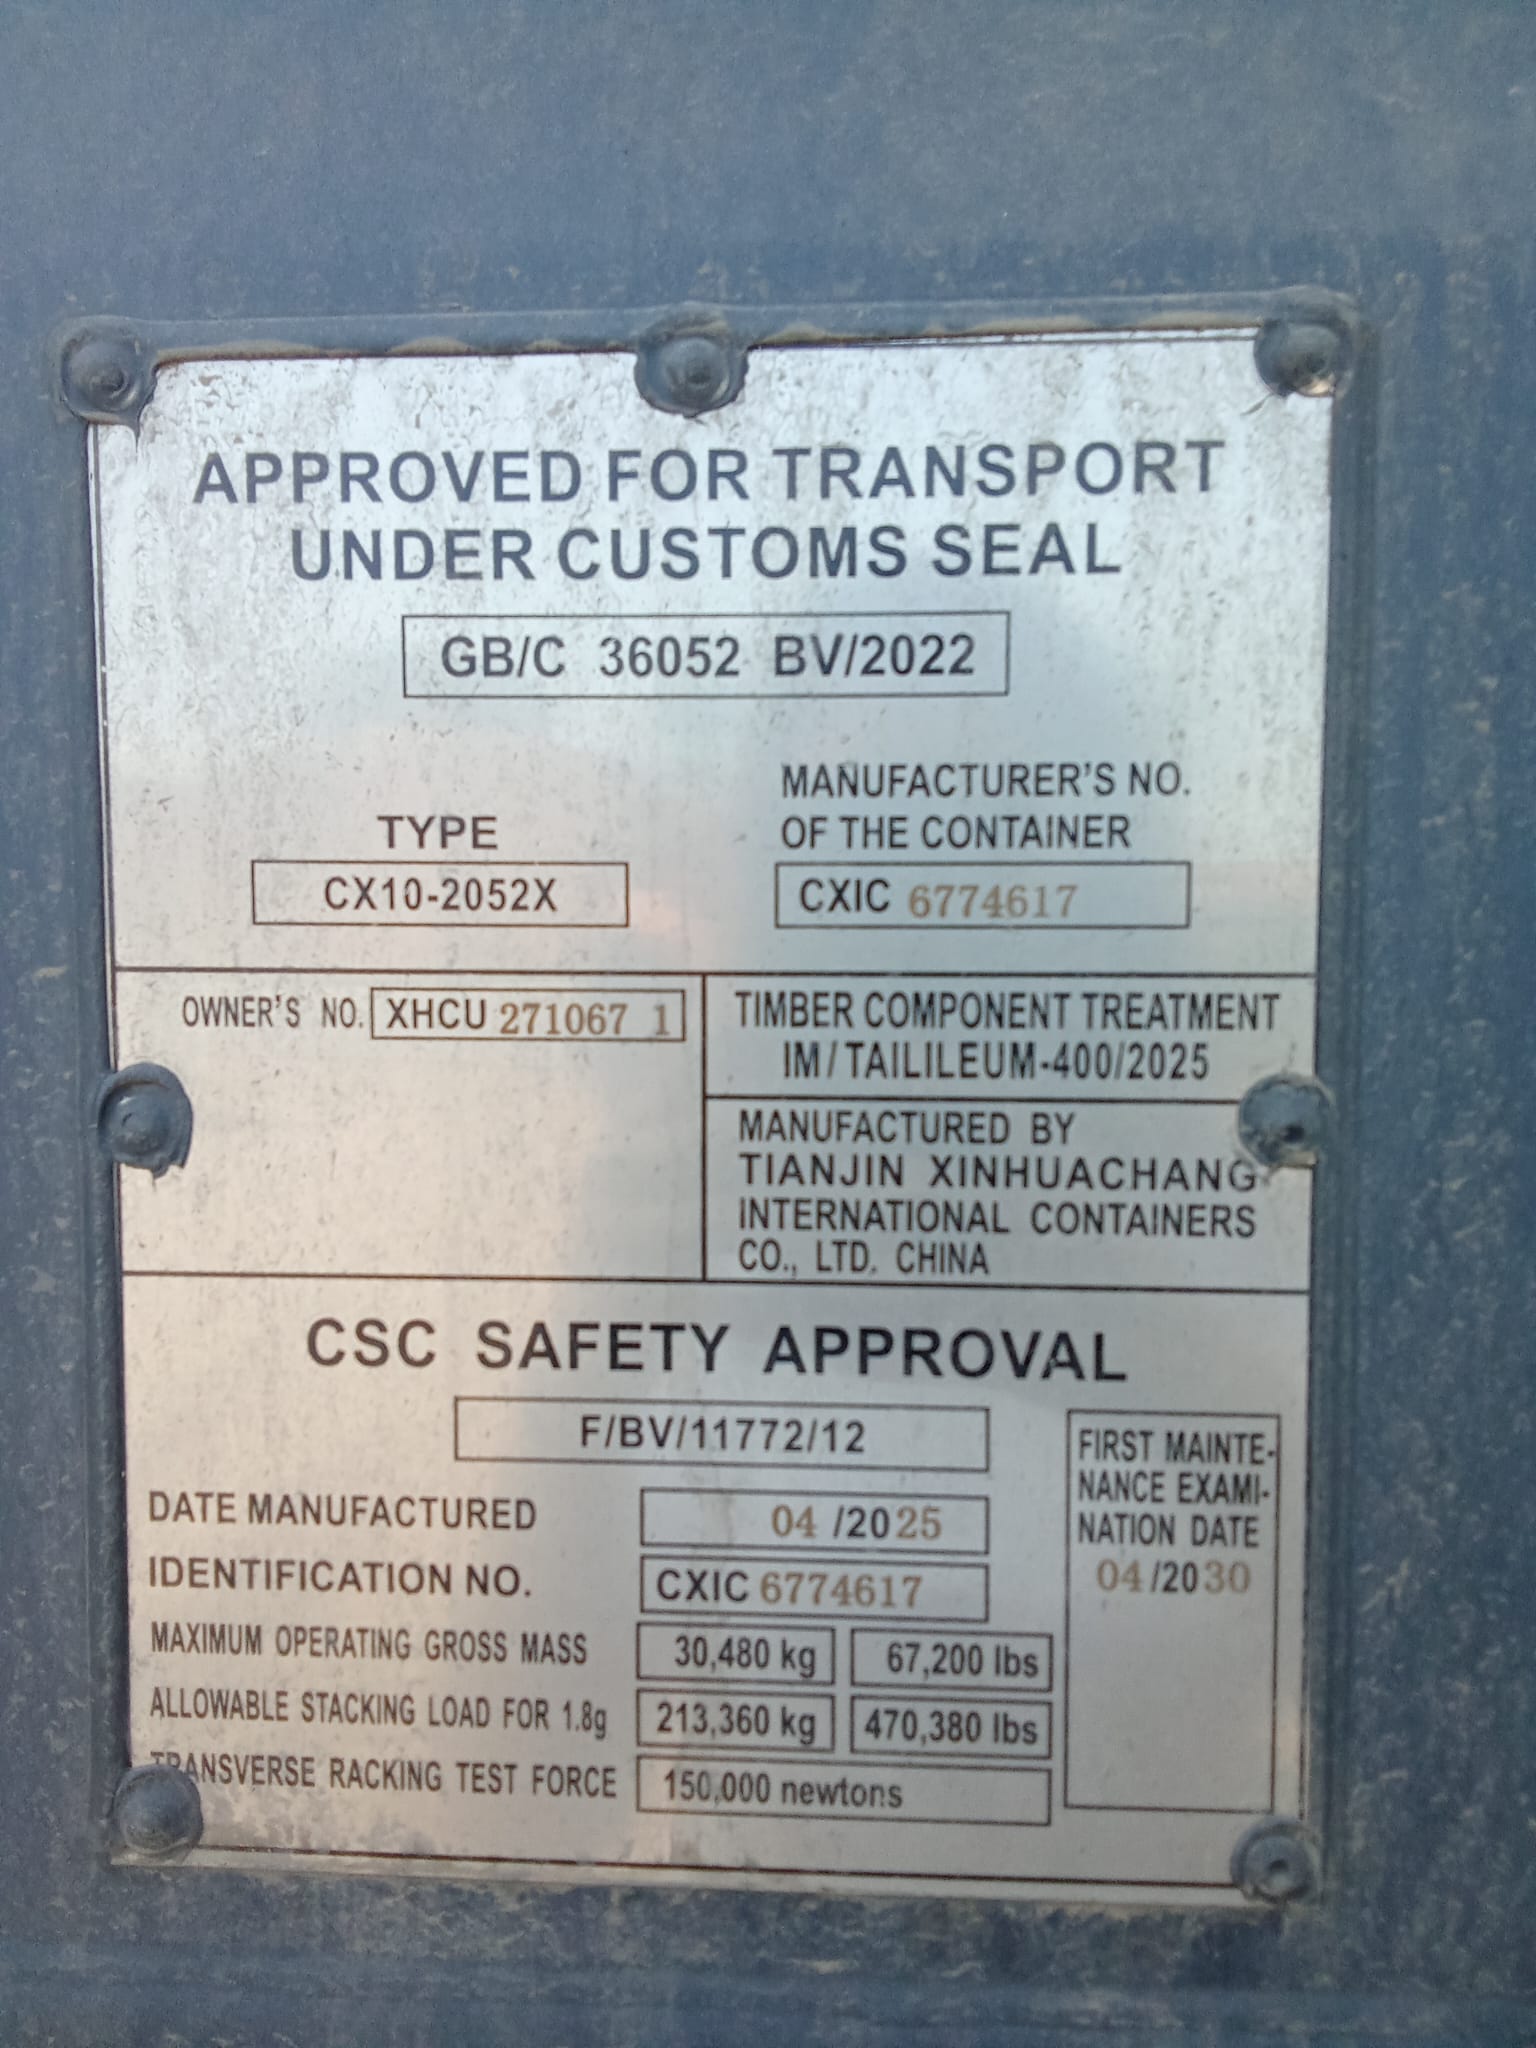 APPROVED FOR TRANSPORT
UNDER CUSTOMS SEAL
GB/C 36052 BV/2022
TYPE
CX10-2052X
MANUFACTURER'S NO.
OF THE CONTAINER
CXIC 6774617
OWNER'S NO. XHCU 271067 1
TIMBER COMPONENT TREATMENT
IM/TAILILEUM-400/2025
MANUFACTURED BY
TIANJIN XINHUACHANG
INTERNATIONAL CONTAINERS
CO., LTD. CHINA
CSC SAFETY APPROVAL
F/BV/11772/12
DATE MANUFACTURED 04/2025
IDENTIFICATION NO. CXIC 6774617
MAXIMUM OPERATING GROSS MASS 30,480 kg 67,200 lbs
ALLOWABLE STACKING LOAD FOR 1.8g 213,360 kg 470,380 lbs
TRANSVERSE RACKING TEST FORCE 150,000 newtons
FIRST MAINTE-
NANCE EXAMI-
NATION DATE
04/2030